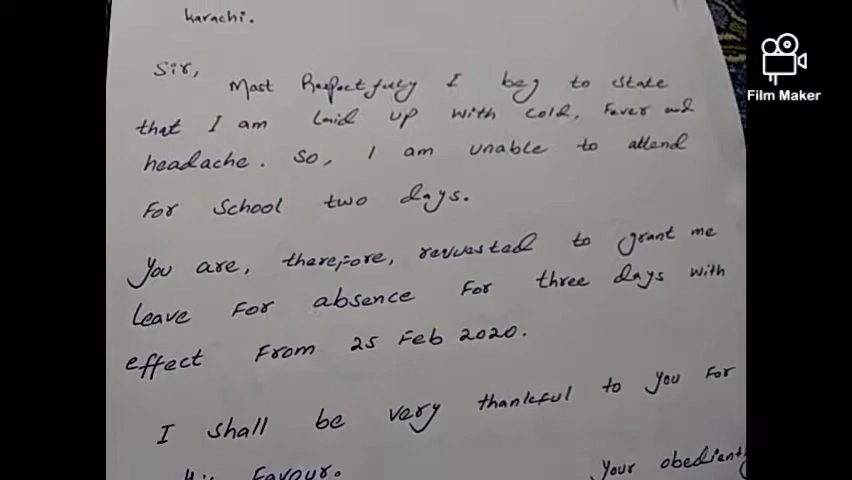 karachi.
Sir,
Most Respectfully I beg to state
that I am laid up with cold, Fever and
headache. So, I am unable to attend
For School two days.
You are, therefore, requested to grant me
leave For absence For three days with
effect From 25 Feb 2020.
I shall be very thankful to you For
Favour.
Your obediant
Film Maker